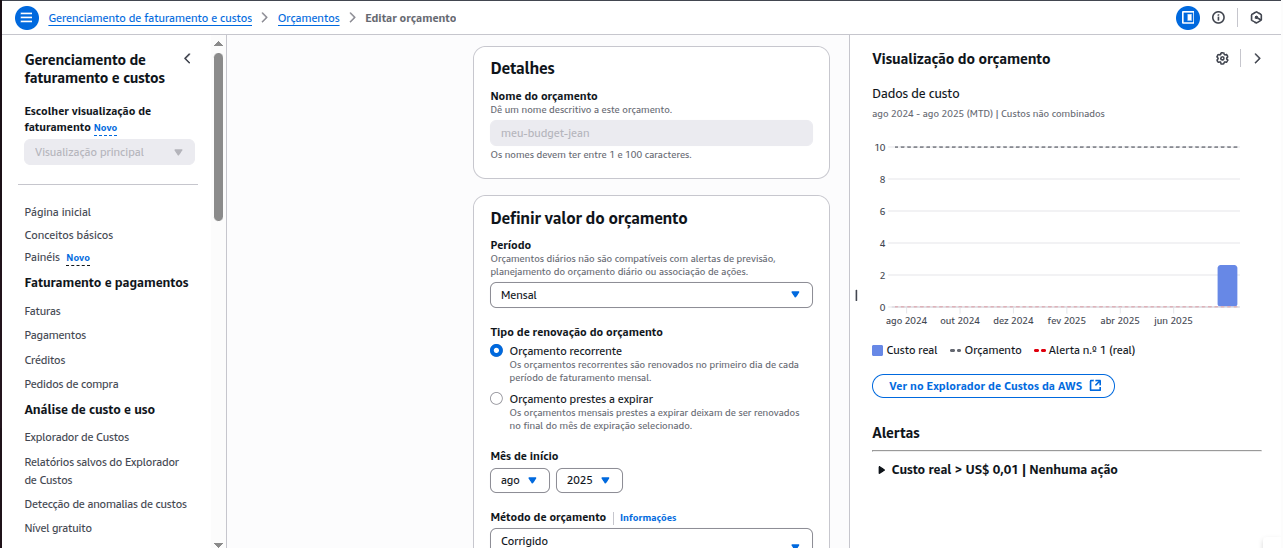 Gerenciamento de faturamento e custos
Orçamentos
Editar orçamento
Gerenciamento de
faturamento e custos
Escolher visualização de
faturamento Novo
Visualização principal
Página inicial
Conceitos básicos
Painéis Novo
Faturamento e pagamentos
Faturas
Pagamentos
Créditos
Pedidos de compra
Análise de custo e uso
Explorador de Custos
Relatórios salvos do Explorador
de Custos
Detecção de anomalias de custos
Nível gratuito
Detalhes
Nome do orçamento
Dê um nome descritivo a este orçamento.
meu-budget-jean
Os nomes devem ter entre 1 e 100 caracteres.
Definir valor do orçamento
Período
Orçamentos diários não são compatíveis com alertas de previsão,
planejamento do orçamento diário ou associação de ações.
Mensal
Tipo de renovação do orçamento
Orçamento recorrente
Os orçamentos recorrentes são renovados no primeiro dia de cada
período de faturamento mensal.
Orçamento prestes a expirar
Os orçamentos mensais prestes a expirar deixam de ser renovados
no final do mês de expiração selecionado.
Mês de início
ago 2025
Método de orçamento Informações
Corrigido
Visualização do orçamento
Dados de custo
ago 2024 - ago 2025 (MTD) | Custos não combinados
10
8
6
4
2
0
ago 2024 out 2024 dez 2024 fev 2025 abr 2025 jun 2025
Custo real Orçamento Alerta n.º 1 (real)
Ver no Explorador de Custos da AWS
Alertas
Custo real > US$ 0,01 | Nenhuma ação